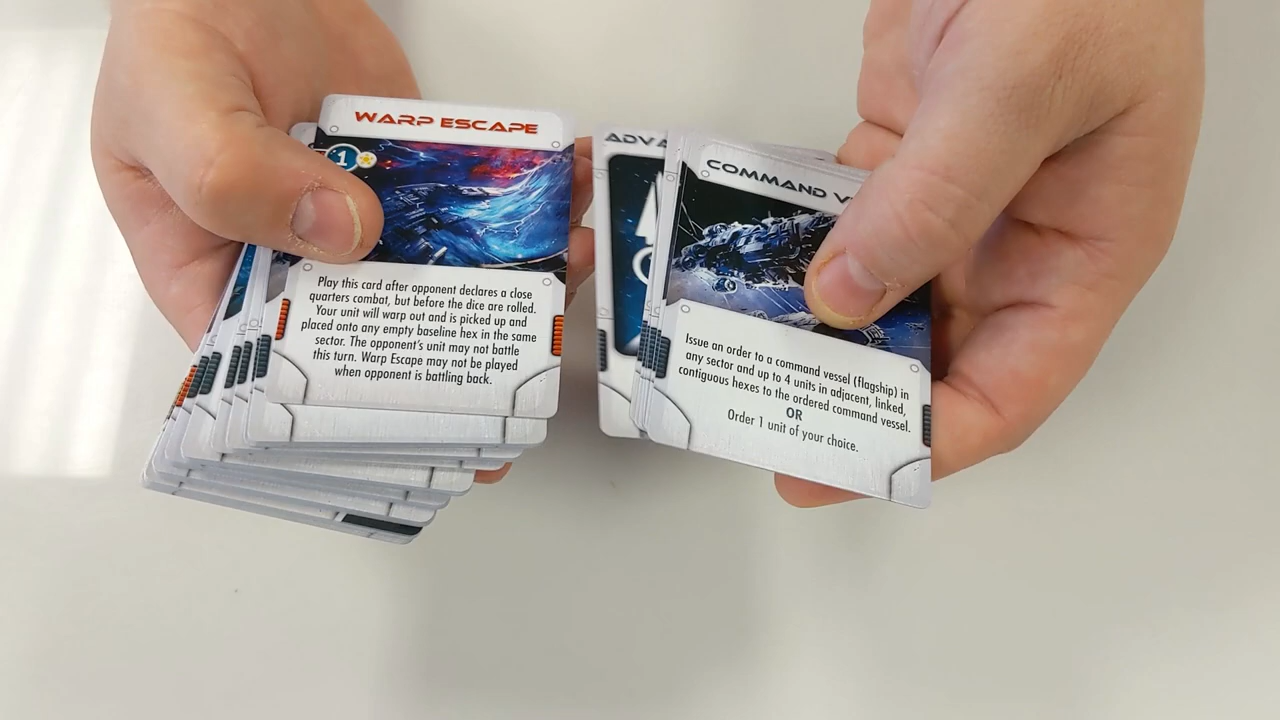 WARP ESCAPE
1
Play this card after opponent declares a close
quarters combat, but before the dice are rolled.
Your unit will warp out and is picked up and
placed onto any empty baseline hex in the same
sector. The opponent's unit may not battle
this turn. Warp Escape may not be played
when opponent is battling back.
ADVA
COMMAND V
Issue an order to a command vessel (flagship) in
any sector and up to 4 units in adjacent, linked,
contiguous hexes to the ordered command vessel.
OR
Order 1 unit of your choice.